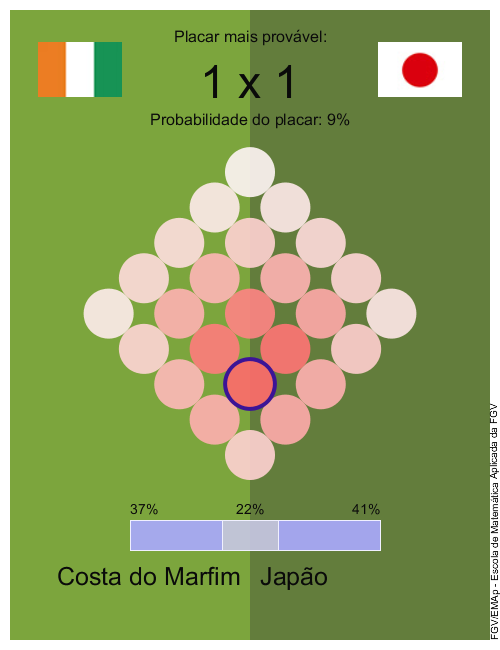 Placar mais provável:
1 x 1
Probabilidade do placar: 9%
37% 22% 41%
Costa do Marfim Japão
FGV/EMAp - Escola de Matemática Aplicada da FGV